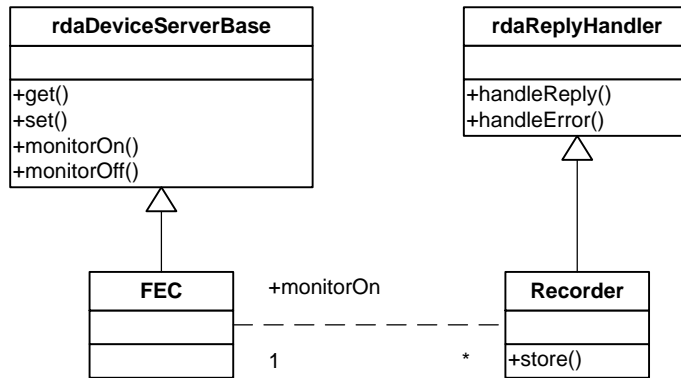 rdaDeviceServerBase
+get()
+set()
+monitorOn()
+monitorOff()
rdaReplyHandler
+handleReply()
+handleError()
FEC
+monitorOn
1
*
Recorder
+store()